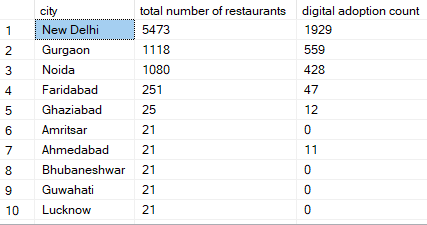 city total number of restaurants digital adoption count
1 New Delhi 5473 1929
2 Gurgaon 1118 559
3 Noida 1080 428
4 Faridabad 251 47
5 Ghaziabad 25 12
6 Amritsar 21 0
7 Ahmedabad 21 11
8 Bhubaneshwar 21 0
9 Guwahati 21 0
10 Lucknow 21 0